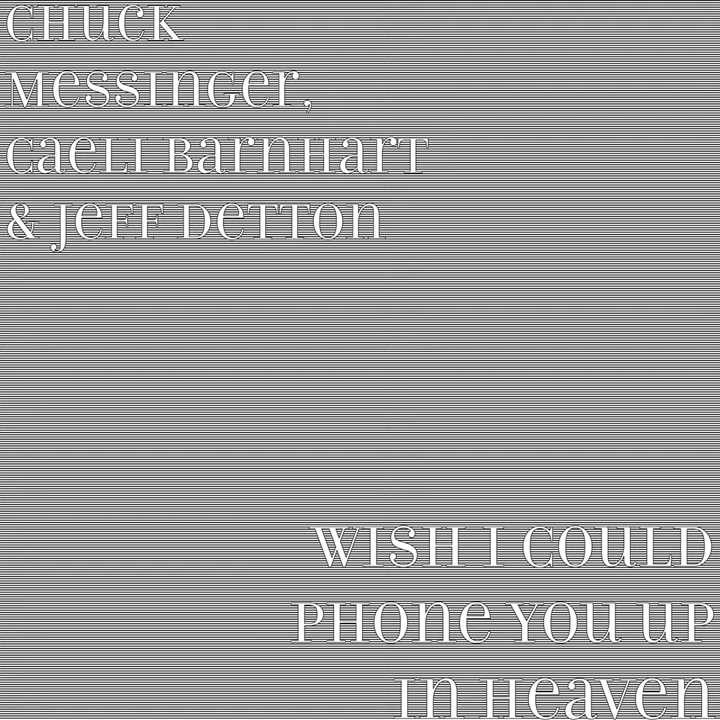 CHUCK
MESSINGER,
CAELI BARNHART
& JEFF DETTON
WISH I COULD
PHONE YOU UP
IN HEAVEN